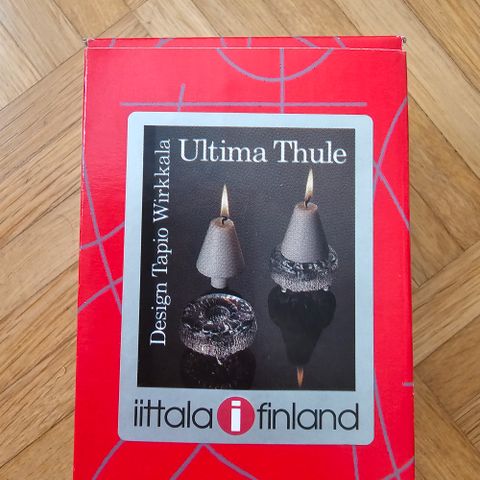 Ultima Thule
Design Tapio Wirkkala
iittala i finland